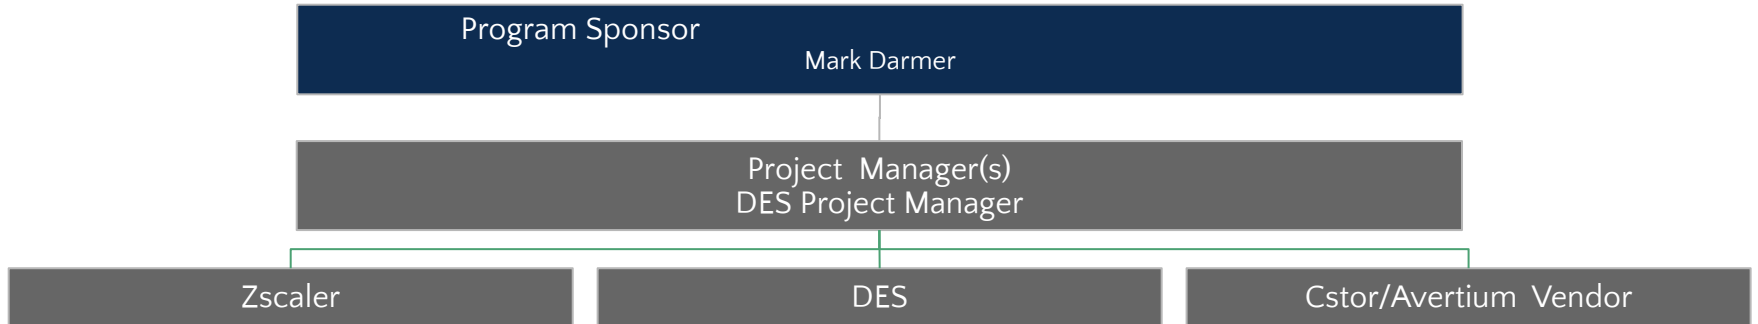 Program Sponsor
Mark Darmer
Project Manager(s)
DES Project Manager
Zscaler
DES
Cstor/Avertium Vendor